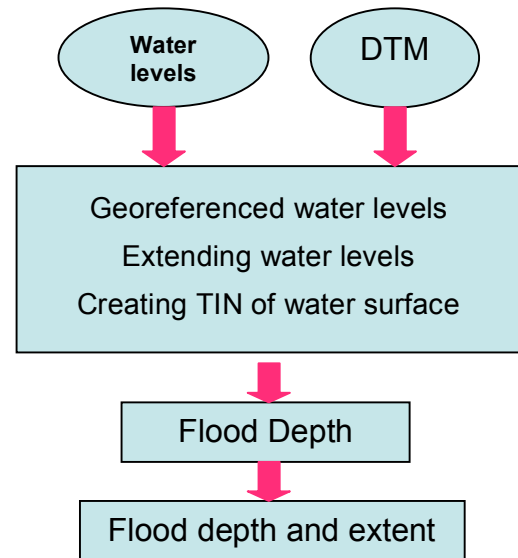 Water
levels
DTM
Georeferenced water levels
Extending water levels
Creating TIN of water surface
Flood Depth
Flood depth and extent